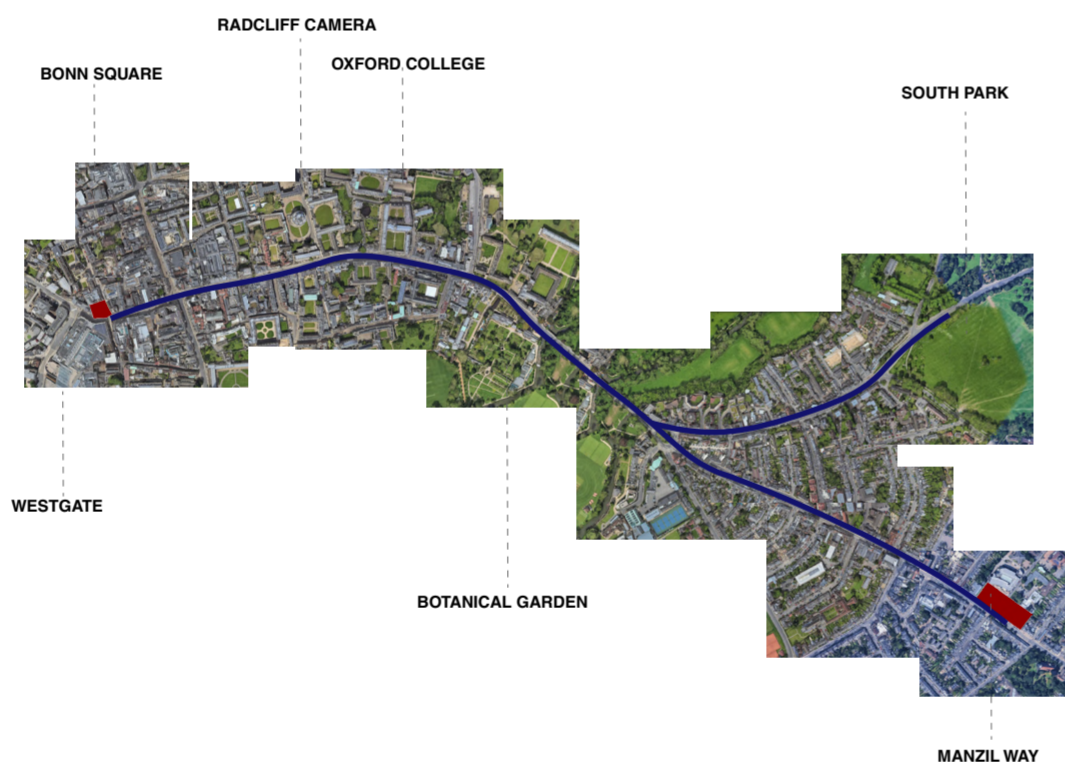 RADCLIFF CAMERA
OXFORD COLLEGE
BONN SQUARE
SOUTH PARK
WESTGATE
BOTANICAL GARDEN
MANZIL WAY